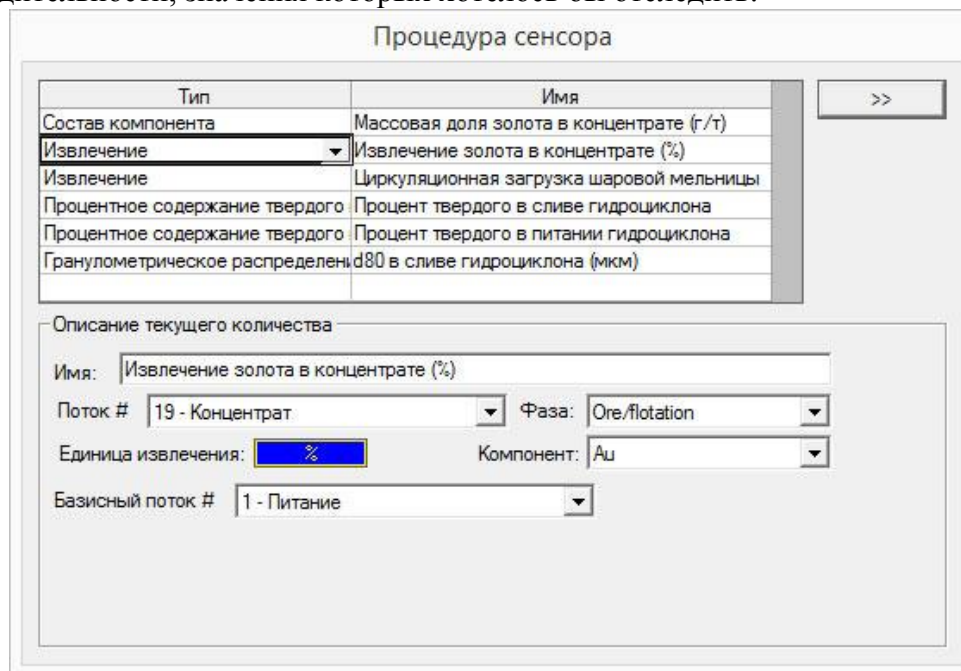 Процедура сенсора
Тип Имя >>
Состав компонента Массовая доля золота в концентрате (г/т)
Извлечение Извлечение золота в концентрате (%)
Извлечение Циркуляционная загрузка шаровой мельницы
Процентное содержание твердого Процент твердого в сливе гидроциклона
Процентное содержание твердого Процент твердого в питании гидроциклона
Гранулометрическое распределен d80 в сливе гидроциклона (мкм)
Описание текущего количества
Имя: Извлечение золота в концентрате (%)
Поток # 19 - Концентрат Фаза: Ore/flotation
Единица извлечения: % Компонент: Au
Базисный поток # 1 - Питание